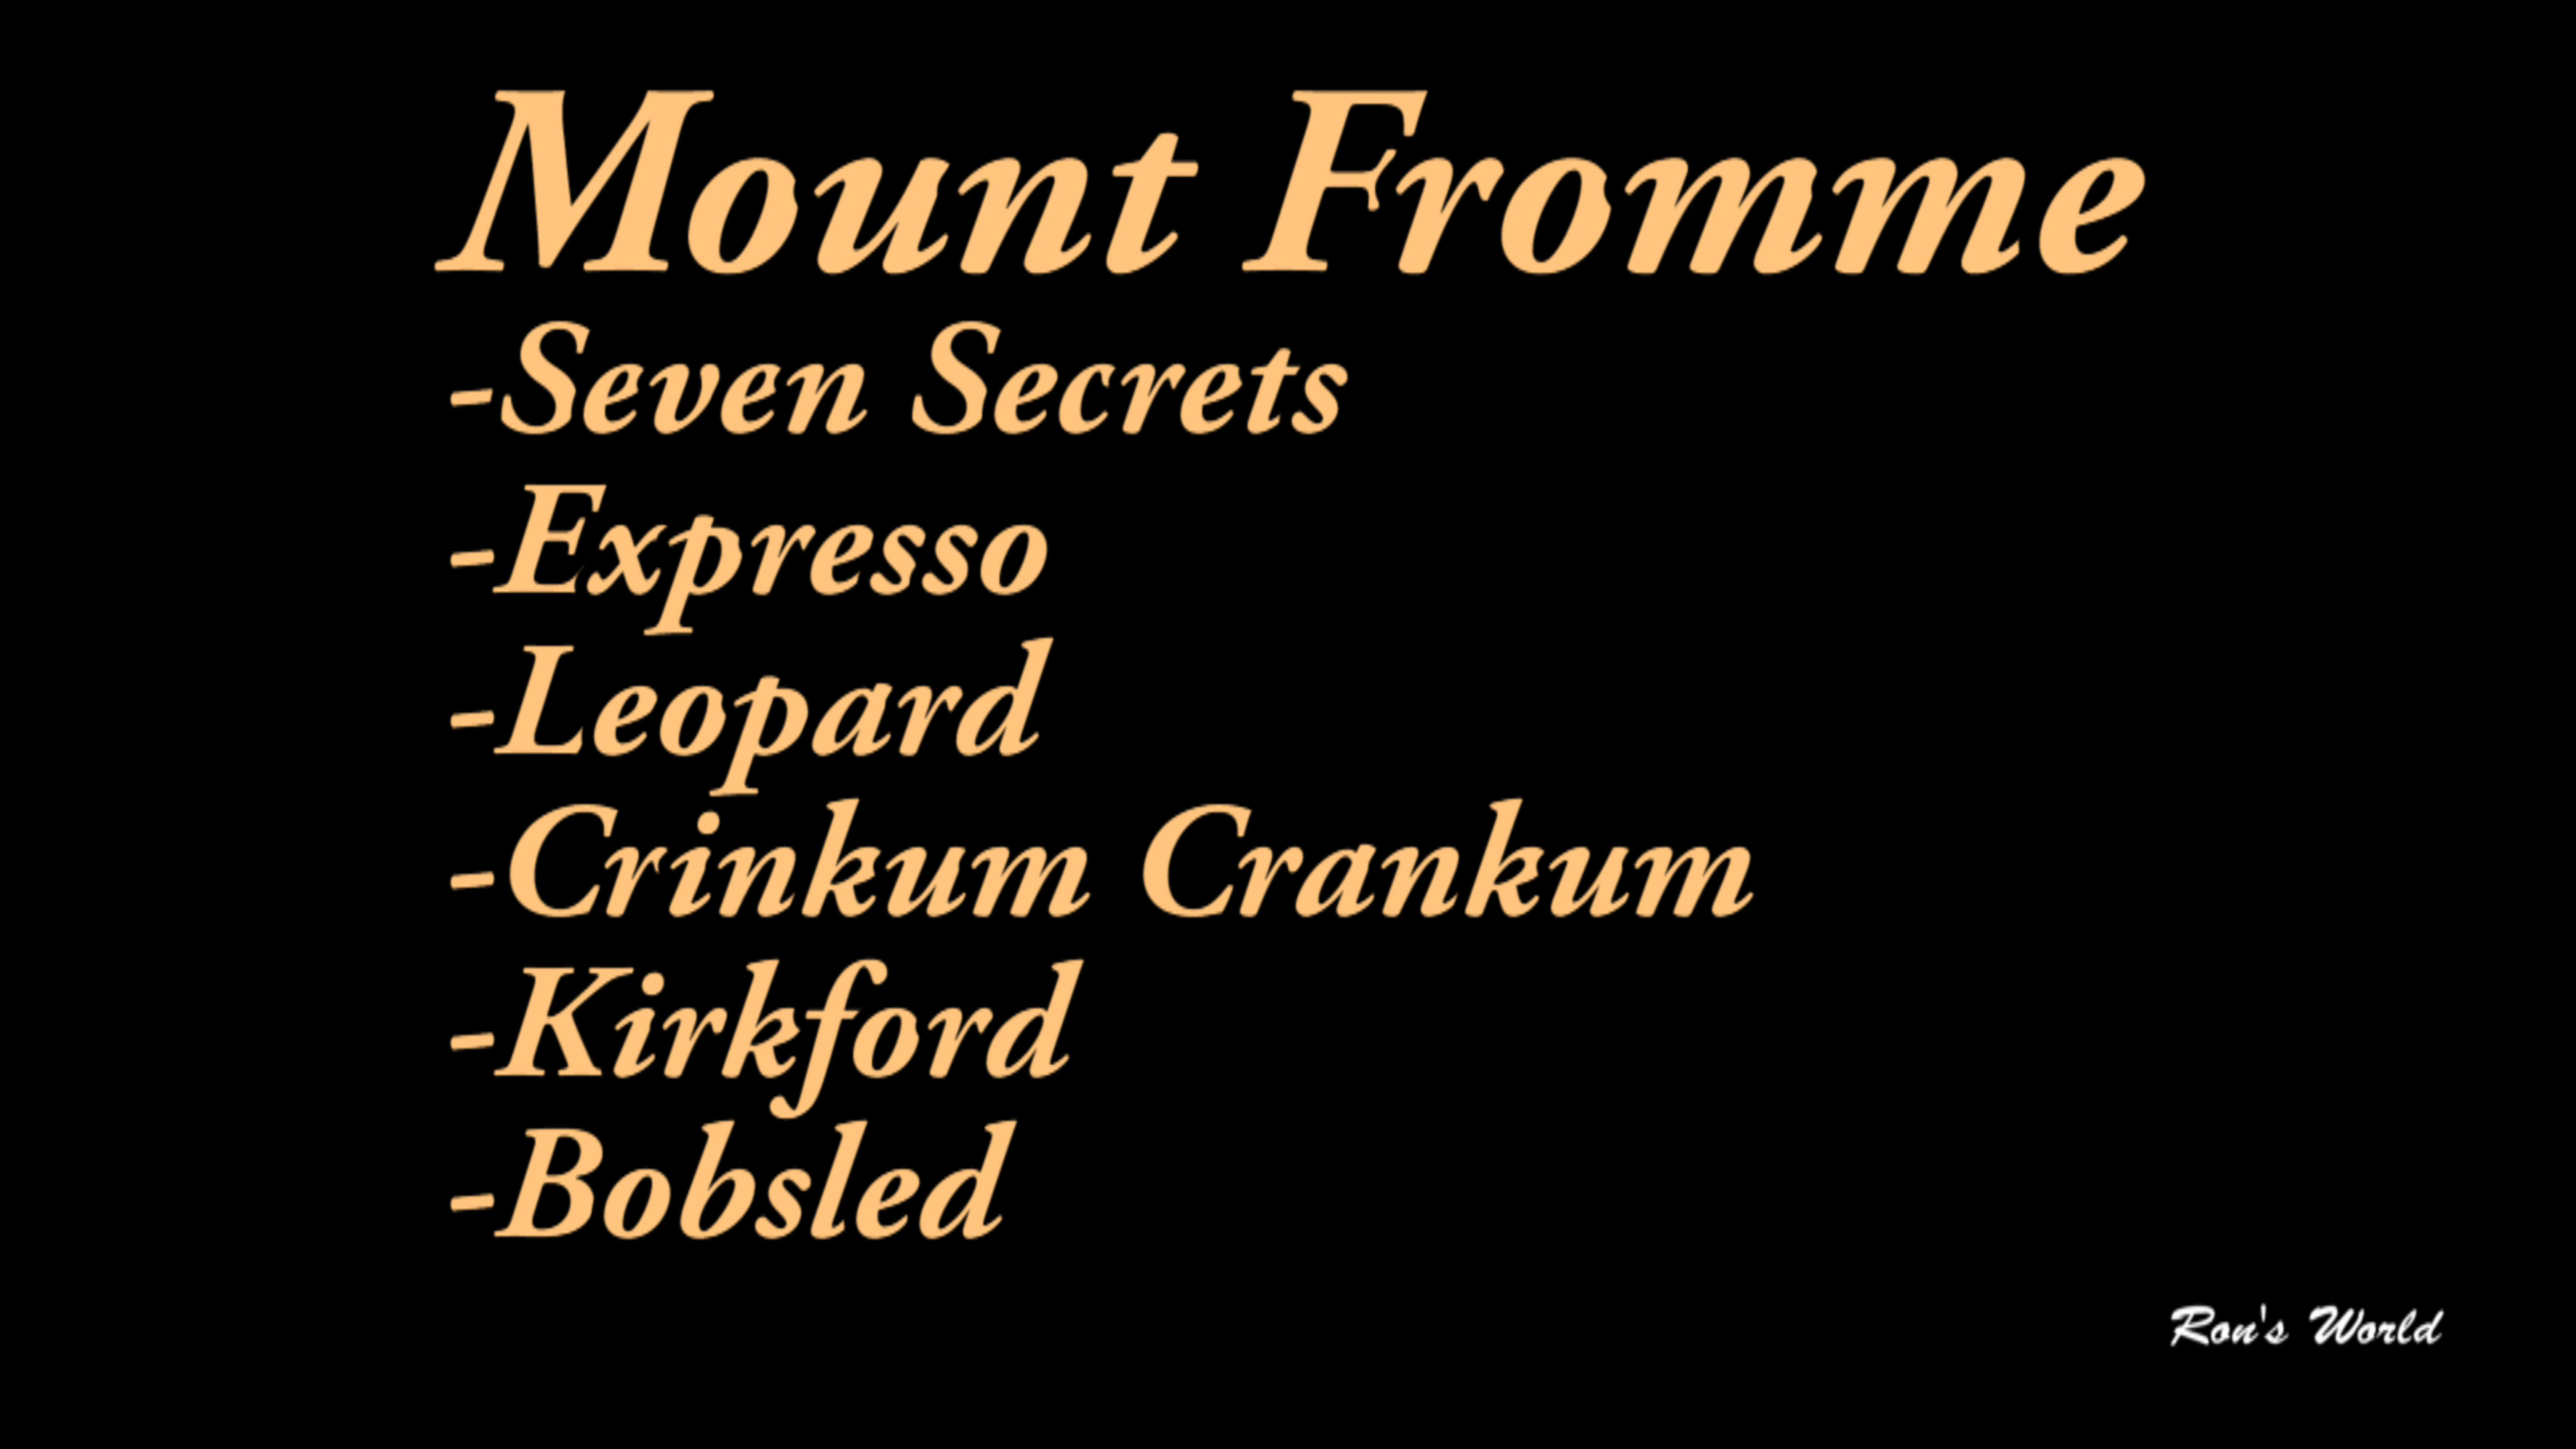 Mount Fromme
-Seven Secrets
-Expresso
-Leopard
-Crinkum Crankum
-Kirkford
-Bobsled
Ron's World